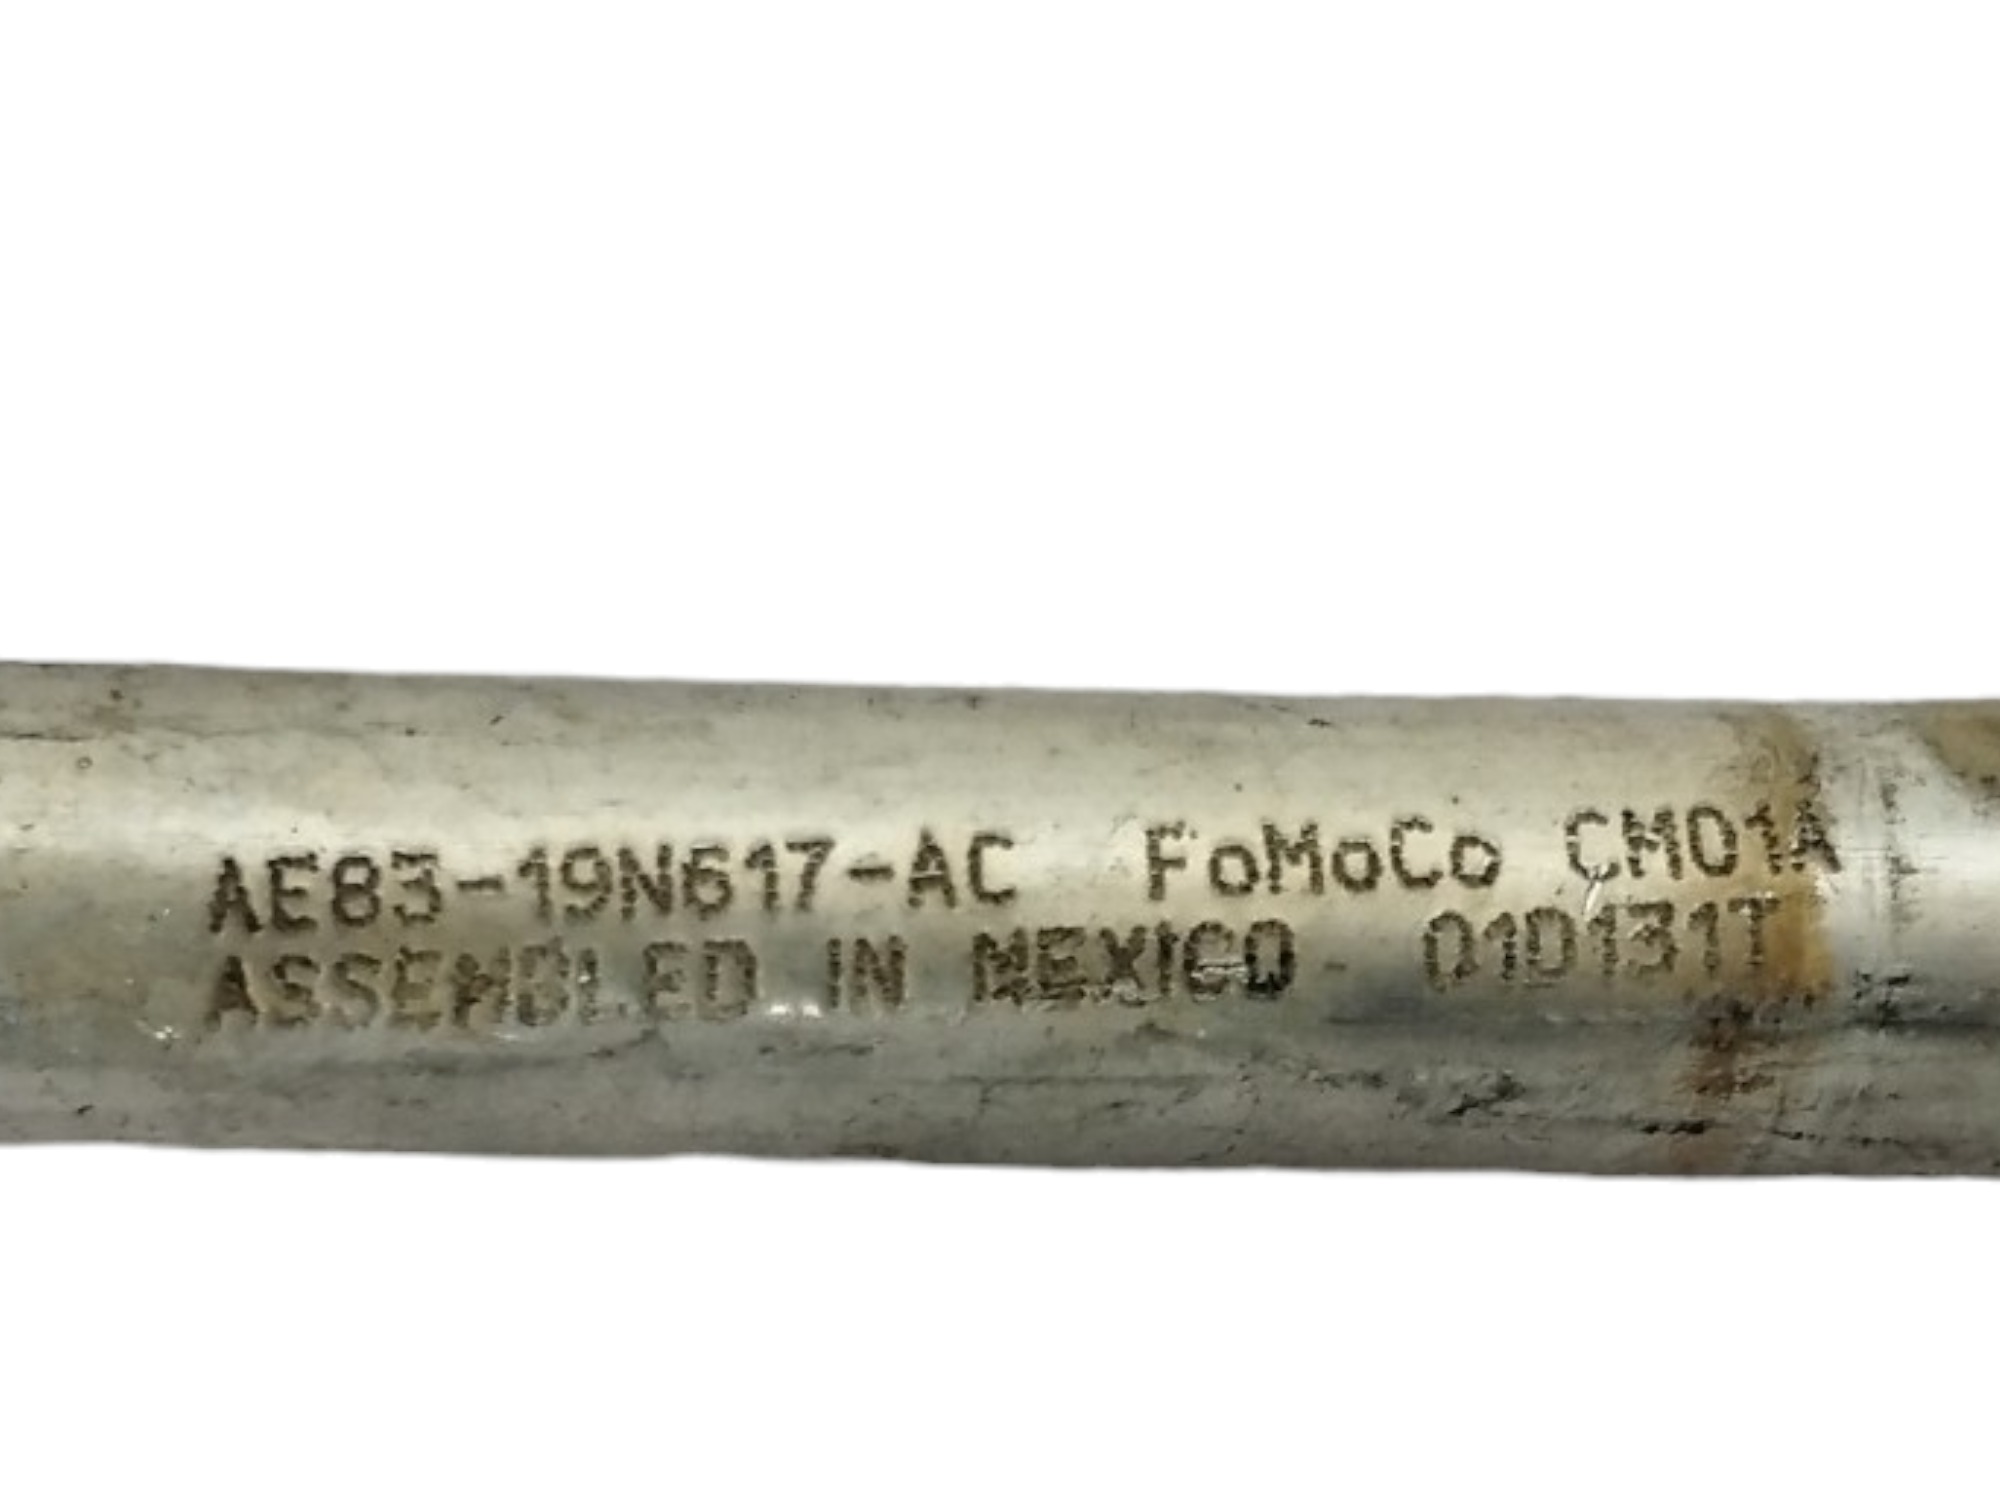 AE83-19N617-AC FoMoCo CM01A
ASSEMBLED IN MEXICO 01D131T